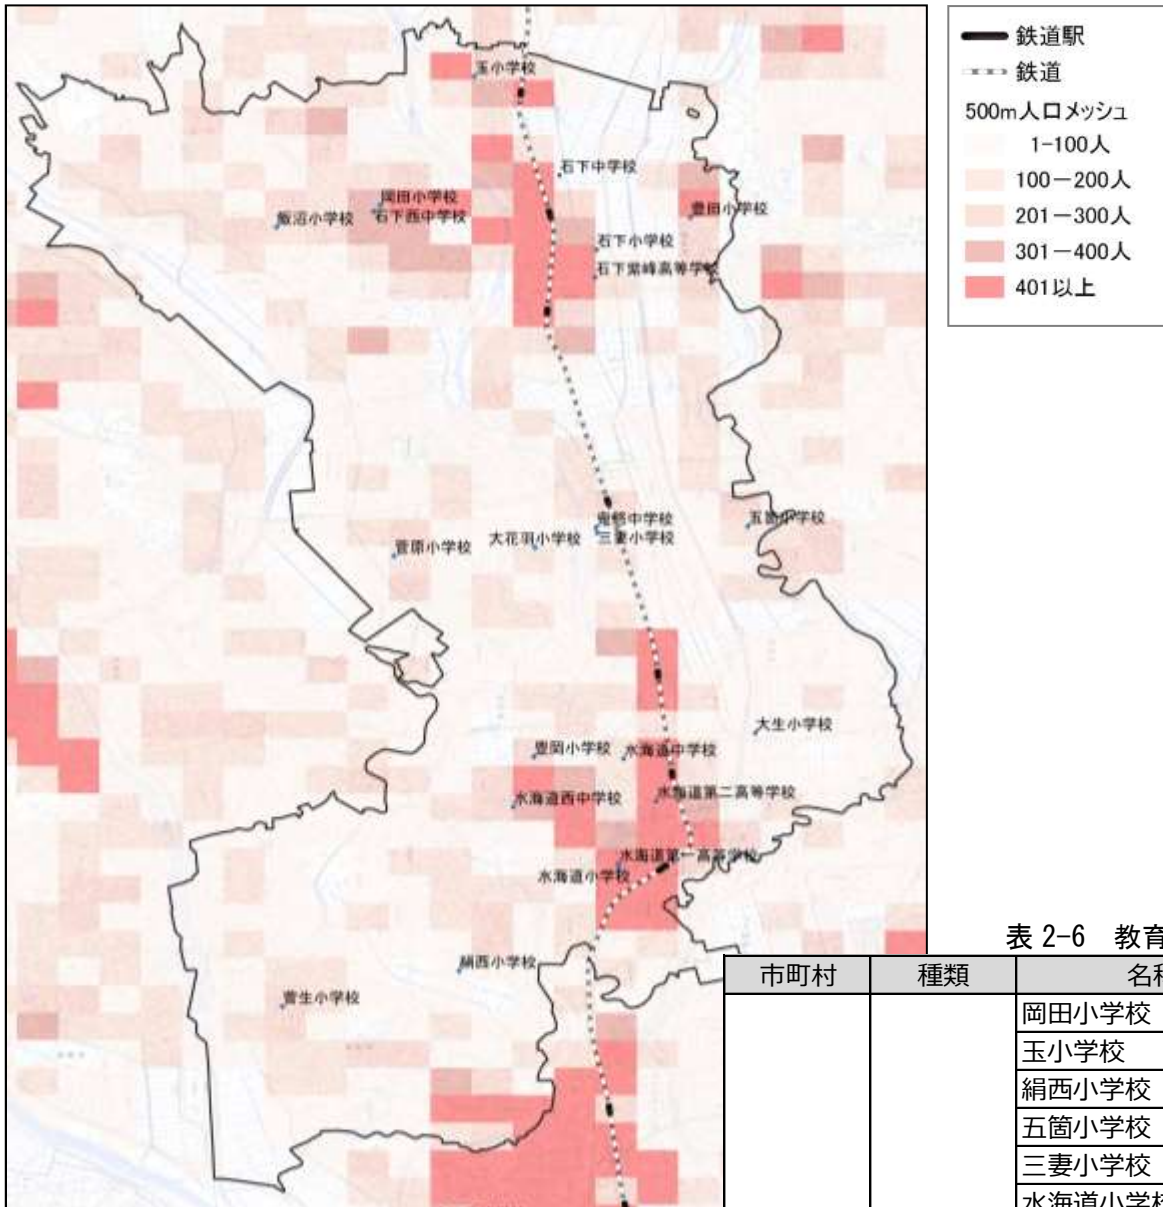 鉄道駅
鉄道
500m人口メッシュ
1-100人
100-200人
201-300人
301-400人
401以上
玉小学校
石下中学校
岡田小学校
石下西中学校
飯沼小学校
豊田小学校
石下小学校
石下紫峰高等学校
鬼怒中学校
三妻小学校
大花羽小学校
菅原小学校
五箇小学校
大生小学校
豊岡小学校
水海道中学校
水海道西中学校
水海道第二高等学校
水海道第一高等学校
水海道小学校
絹西小学校
菅生小学校
表 2-6 教育
市町村 種類 名称
岡田小学校
玉小学校
絹西小学校
五箇小学校
三妻小学校
水海道小学校